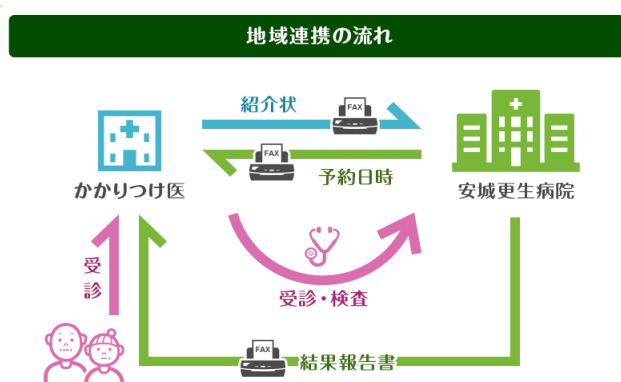 地域連携の流れ
紹介状
FAX
FAX
予約日時
かかりつけ医
安城更生病院
受診
受診・検査
FAX
結果報告書